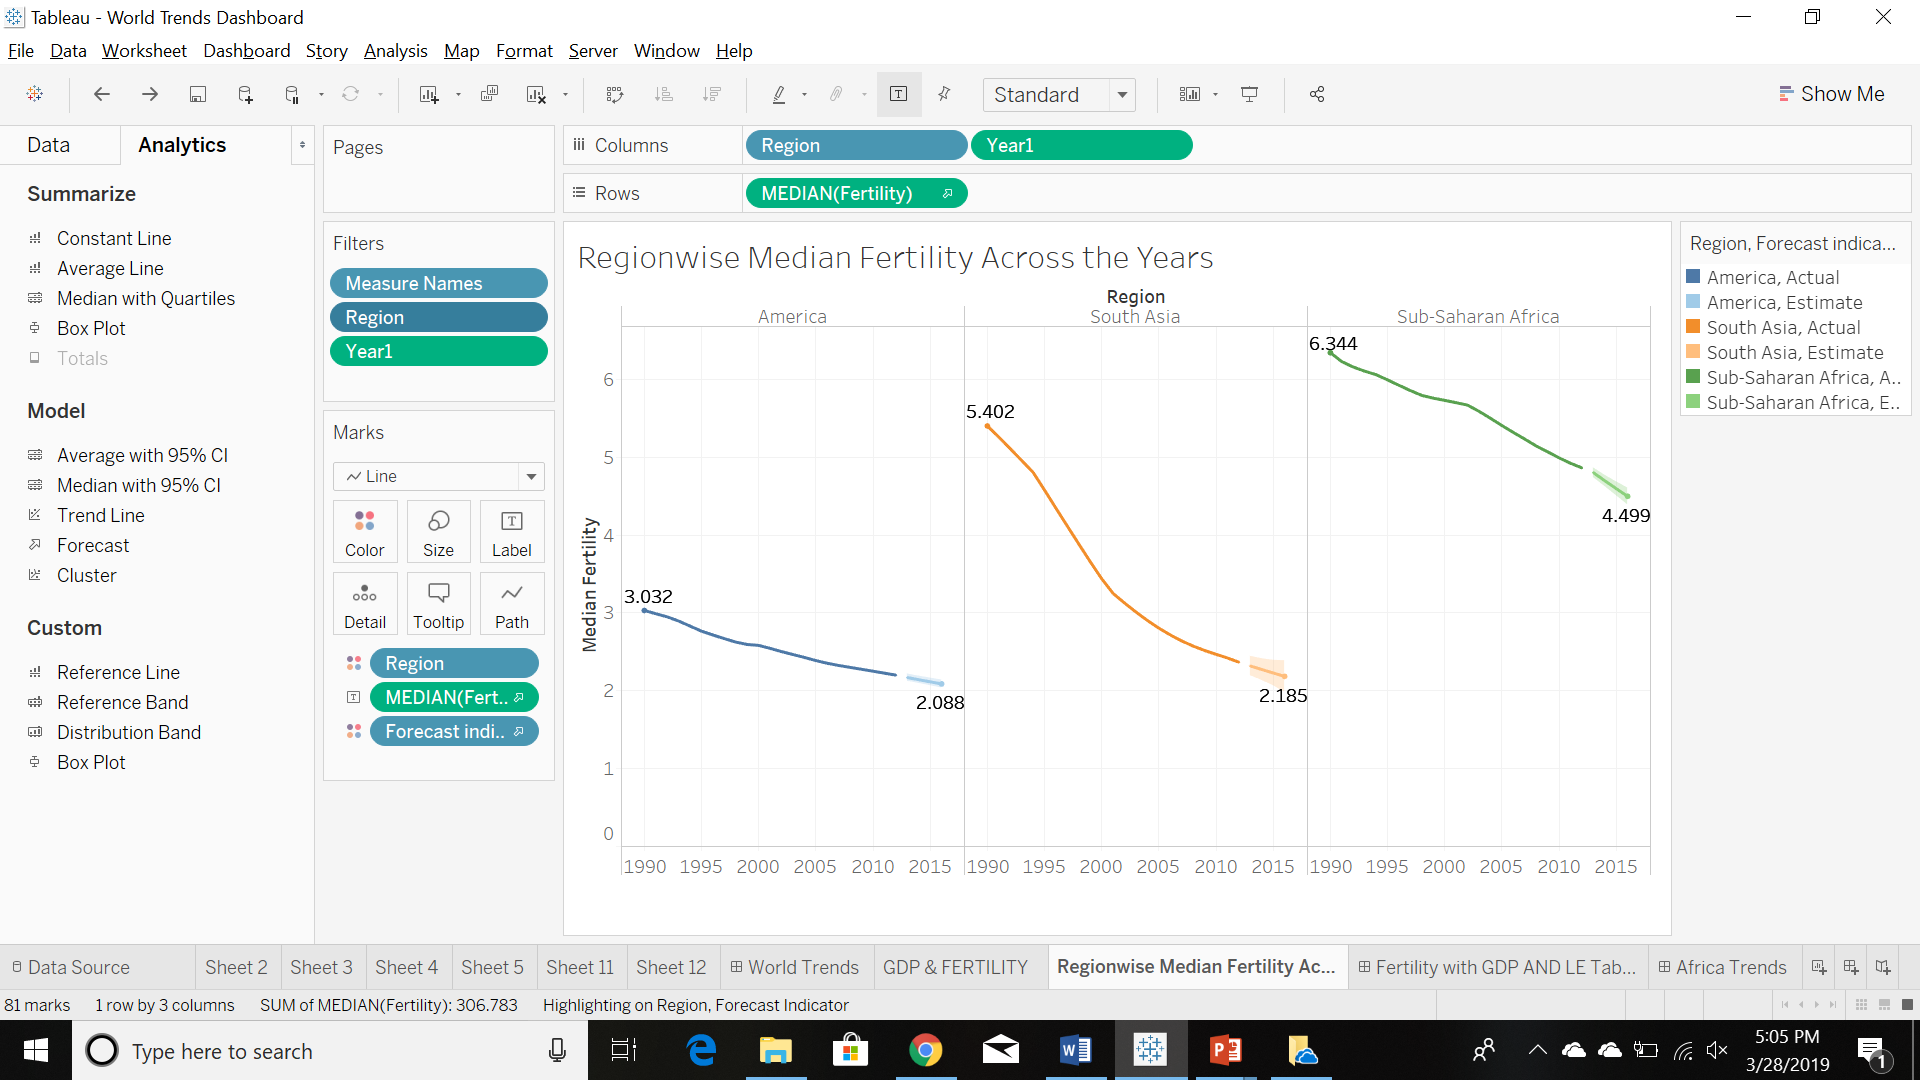 Tableau - World Trends Dashboard
File Data Worksheet Dashboard Story Analysis Map Format Server Window Help
Standard
Show Me
Data
Analytics
Summarize
Constant Line
Average Line
Median with Quartiles
Box Plot
Totals
Model
Average with 95% CI
Median with 95% CI
Trend Line
Forecast
Cluster
Custom
Reference Line
Reference Band
Distribution Band
Box Plot
Pages
Filters
Measure Names
Region
Year1
Marks
Line
Color Size Label
Detail Tooltip Path
Region
MEDIAN(Fert..
Forecast indi..
Columns Region Year1
Rows MEDIAN(Fertility)
Regionwise Median Fertility Across the Years
Region
America South Asia Sub-Saharan Africa
Median Fertility
6
5
4
3
2
1
0
3.032
2.088
5.402
2.185
6.344
4.499
1990 1995 2000 2005 2010 2015 1990 1995 2000 2005 2010 2015 1990 1995 2000 2005 2010 2015
Region, Forecast indica...
America, Actual
America, Estimate
South Asia, Actual
South Asia, Estimate
Sub-Saharan Africa, A..
Sub-Saharan Africa, E..
Data Source Sheet 2 Sheet 3 Sheet 4 Sheet 5 Sheet 11 Sheet 12 World Trends GDP & FERTILITY Regionwise Median Fertility Ac... Fertility with GDP AND LE Tab... Africa Trends
81 marks 1 row by 3 columns SUM of MEDIAN(Fertility): 306.783 Highlighting on Region, Forecast Indicator
Type here to search
5:05 PM
3/28/2019
1